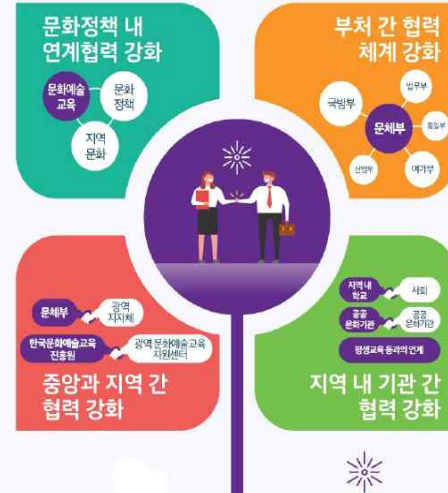 문화정책 내
연계협력 강화
문화예술
교육
문화
정책
지역
문화
부처 간 협력
체계 강화
법무부
국방부
문체부
통일부
산업부
여가부
문체부
광역
지자체
한국문화예술교육
진흥원
광역 문화예술교육
지원센터
중앙과 지역 간
협력 강화
지역 내
학교
사회
공공
문화기관
공공
문화기관
평생교육 등과의 연계
지역 내 기관 간
협력 강화